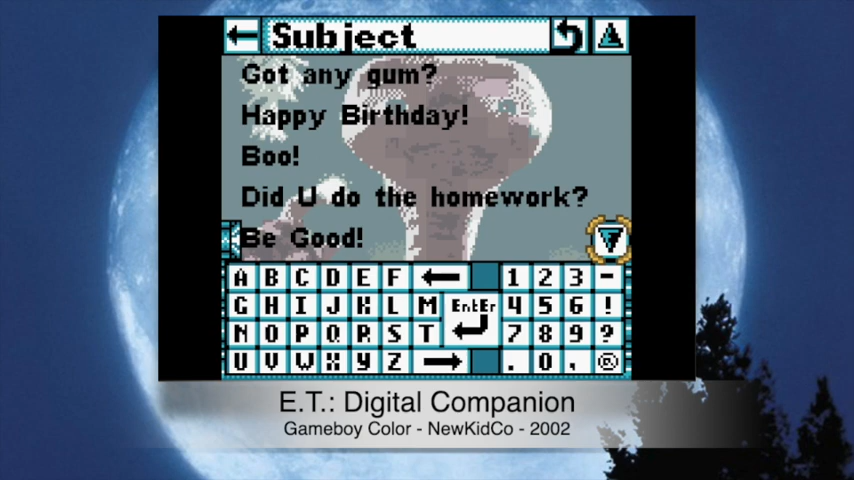 Subject
Got any gum?
Happy Birthday!
Boo!
Did U do the homework?
Be Good!
A B C D E F 1 2 3 -
G H I J K L M EntEr 4 5 6 !
N O P Q R S T 7 8 9 ?
U V W X Y Z . 0 , @
E.T.: Digital Companion
Gameboy Color - NewKidCo - 2002